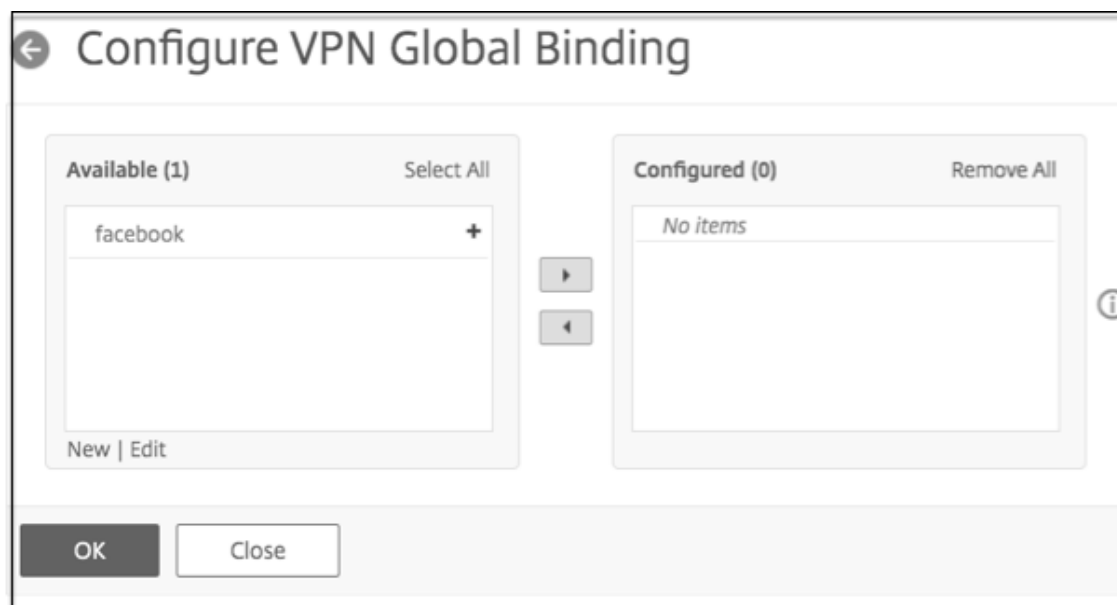 Configure VPN Global Binding
Available (1) Select All
facebook +
New | Edit
Configured (0) Remove All
No items
OK Close